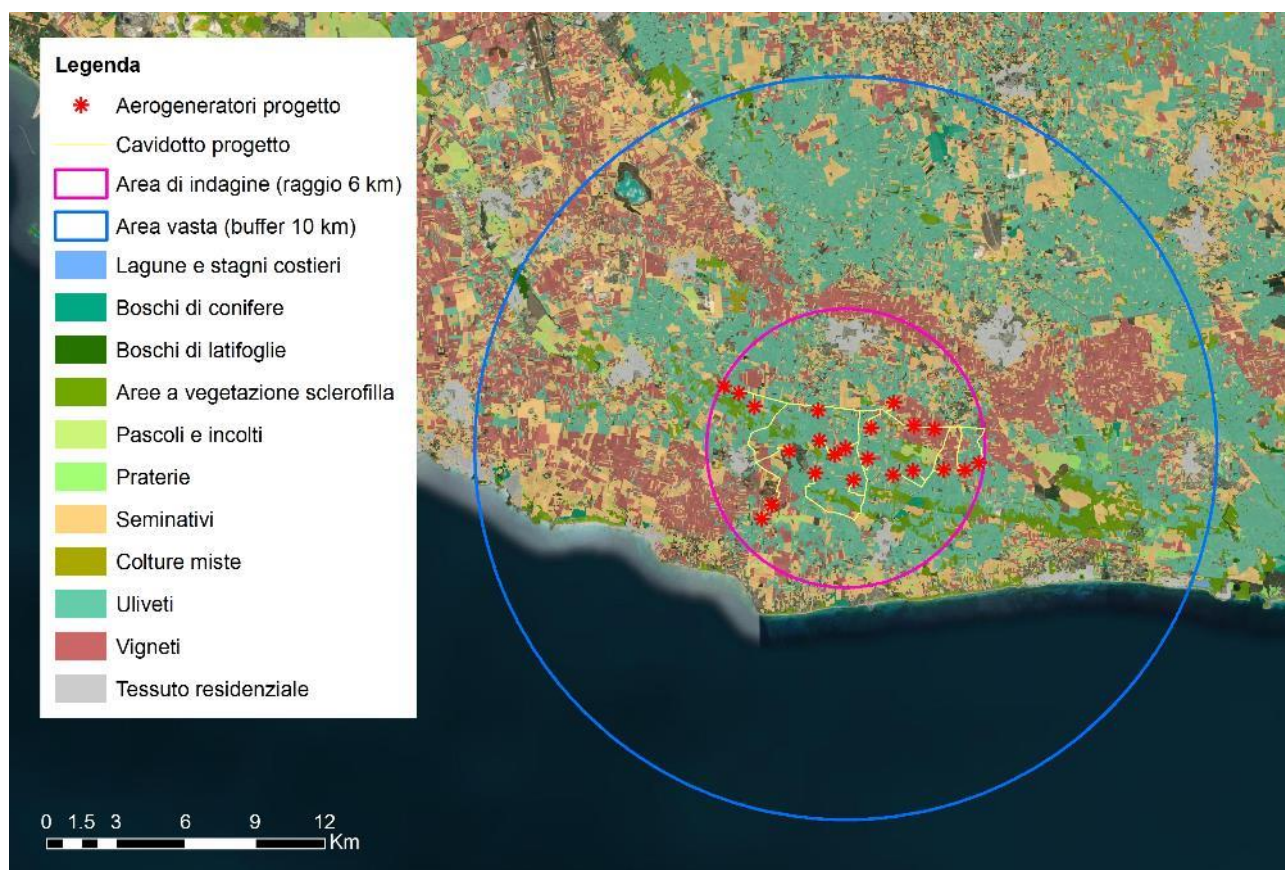 Legenda
Aerogeneratori progetto
Cavidotto progetto
Area di indagine (raggio 6 km)
Area vasta (buffer 10 km)
Lagune e stagni costieri
Boschi di conifere
Boschi di latifoglie
Aree a vegetazione sclerofilla
Pascoli e incolti
Praterie
Seminativi
Colture miste
Uliveti
Vigneti
Tessuto residenziale
0 1.5 3 6 9 12
Km